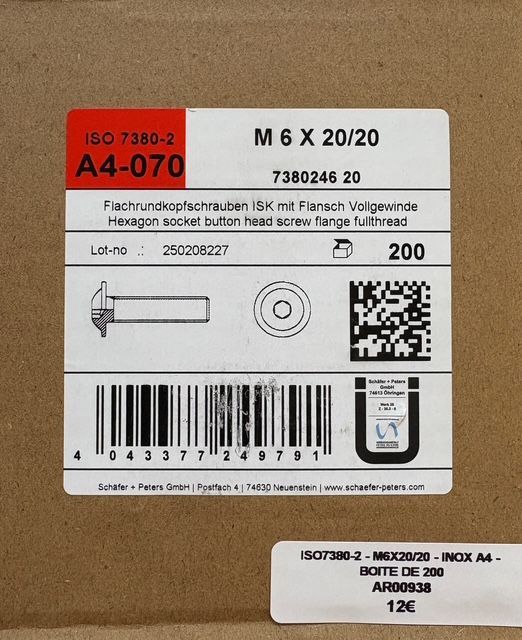 ISO 7380-2
A4-070
M 6 X 20/20
7380246 20
Flachrundkopfschrauben ISK mit Flansch Vollgewinde
Hexagon socket button head screw flange fullthread
Lot-no .: 250208227
200
Schäfer + Peters
GmbH
74613 Öhringen
4 043377 249791
Schäfer + Peters GmbH | Postfach 4 | 74630 Neuenstein | www.schaefer-peters.com
ISO7380-2 - M6X20/20 - INOX A4 -
BOITE DE 200
AR00938
12€